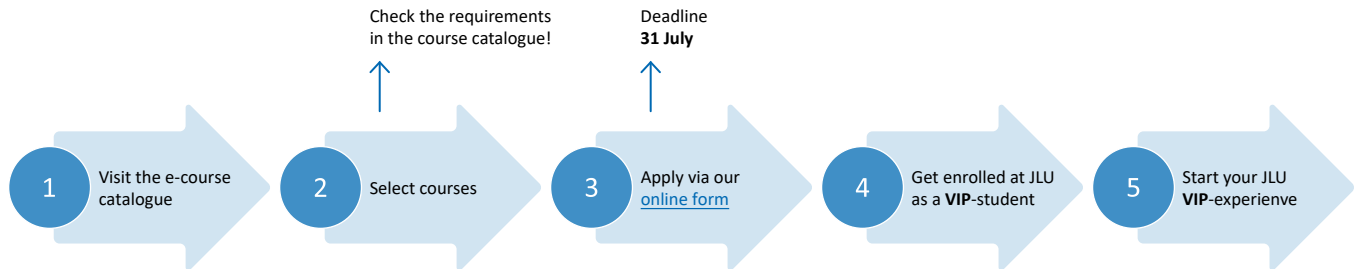 Check the requirements
in the course catalogue!
Deadline
31 July
1
Visit the e-course
catalogue
2
Select courses
3
Apply via our
online form
4
Get enrolled at JLU
as a VIP-student
5
Start your JLU
VIP-experienve